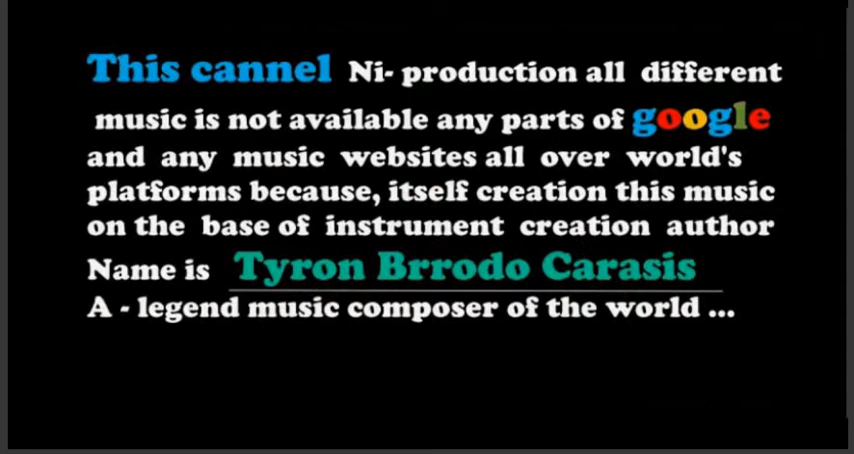 This cannel Ni- production all different
music is not available any parts of google
and any music websites all over world's
platforms because, itself creation this music
on the base of instrument creation author
Name is Tyron Brrodo Carasis
A - legend music composer of the world ...